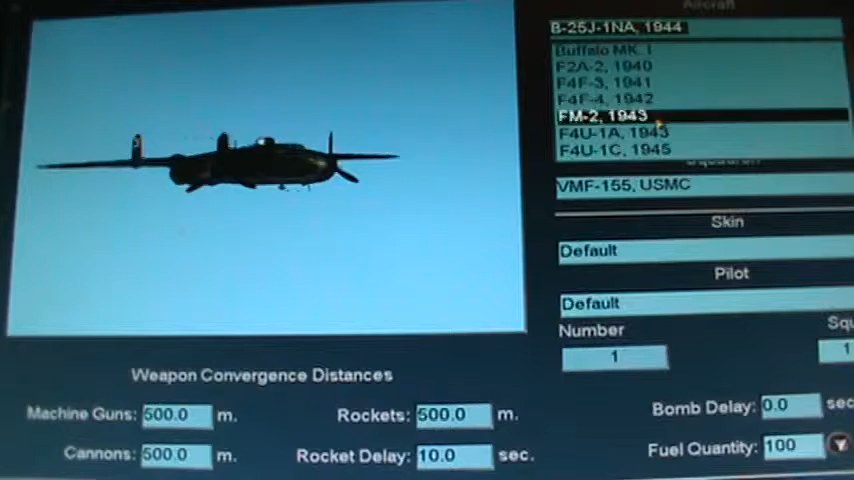 Aircraft
B-25J-1NA, 1944
Buffalo MK. I
F2A-2, 1940
F4F-3, 1941
F4F-4, 1942
FM-2, 1943
F4U-1A, 1943
F4U-1C, 1945
Squadron
VMF-155, USMC
Skin
Default
Pilot
Default
Number
1
1
Weapon Convergence Distances
Machine Guns: 500.0 m. Rockets: 500.0 m. Bomb Delay: 0.0 sec
Cannons: 500.0 m. Rocket Delay: 10.0 sec. Fuel Quantity: 100